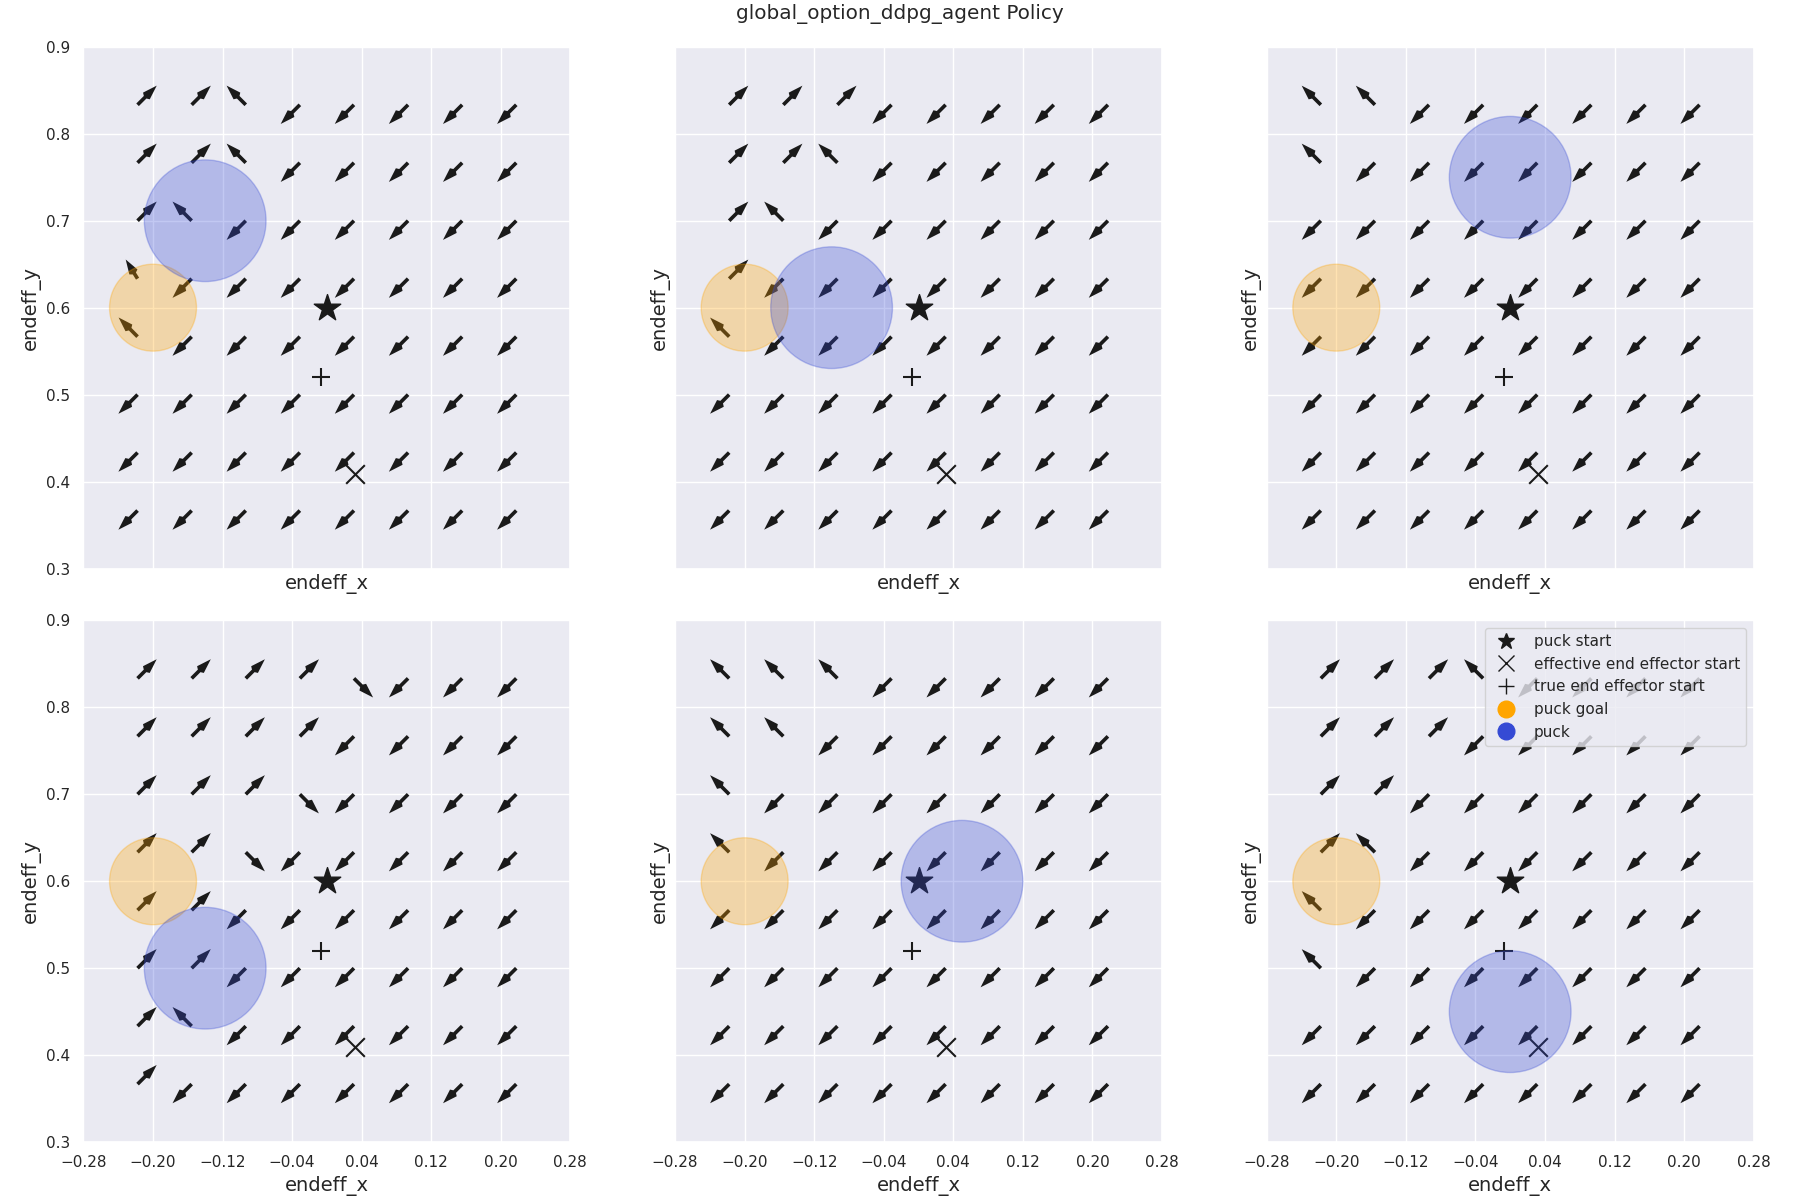 global_option_ddpg_agent Policy
0.9
0.8
0.7
0.6
0.5
0.4
0.3
endeff_y
endeff_x
endeff_y
endeff_x
endeff_y
endeff_x
0.9
0.8
0.7
0.6
0.5
0.4
0.3
endeff_y
−0.28 −0.20 −0.12 −0.04 0.04 0.12 0.20 0.28
endeff_x
endeff_y
−0.28 −0.20 −0.12 −0.04 0.04 0.12 0.20 0.28
endeff_x
puck start
effective end effector start
true end effector start
puck goal
puck
endeff_y
−0.28 −0.20 −0.12 −0.04 0.04 0.12 0.20 0.28
endeff_x